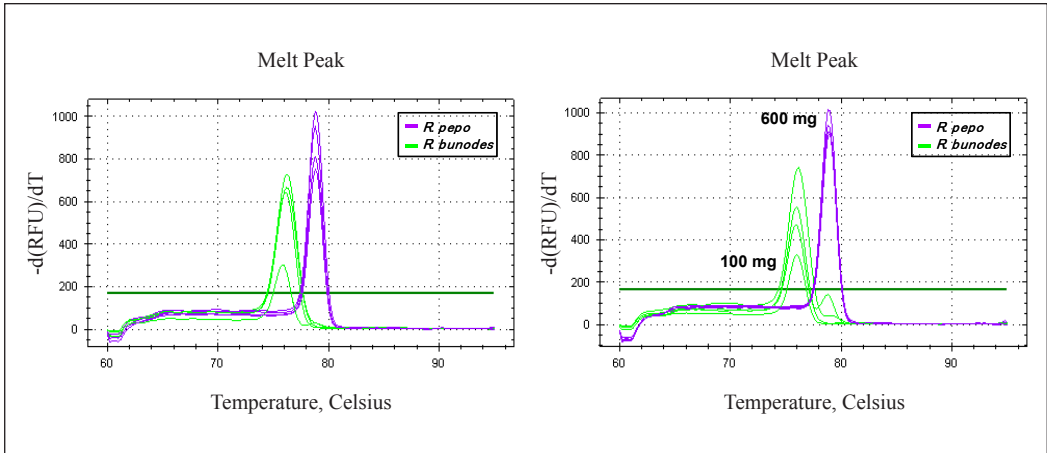 Melt Peak
-d(RFU)/dT
1000
800
600
400
200
0
R pepo
R bunodes
60
70
80
90
Temperature, Celsius
Melt Peak
-d(RFU)/dT
1000
800
600
400
200
0
600 mg
100 mg
R pepo
R bunodes
60
70
80
90
Temperature, Celsius